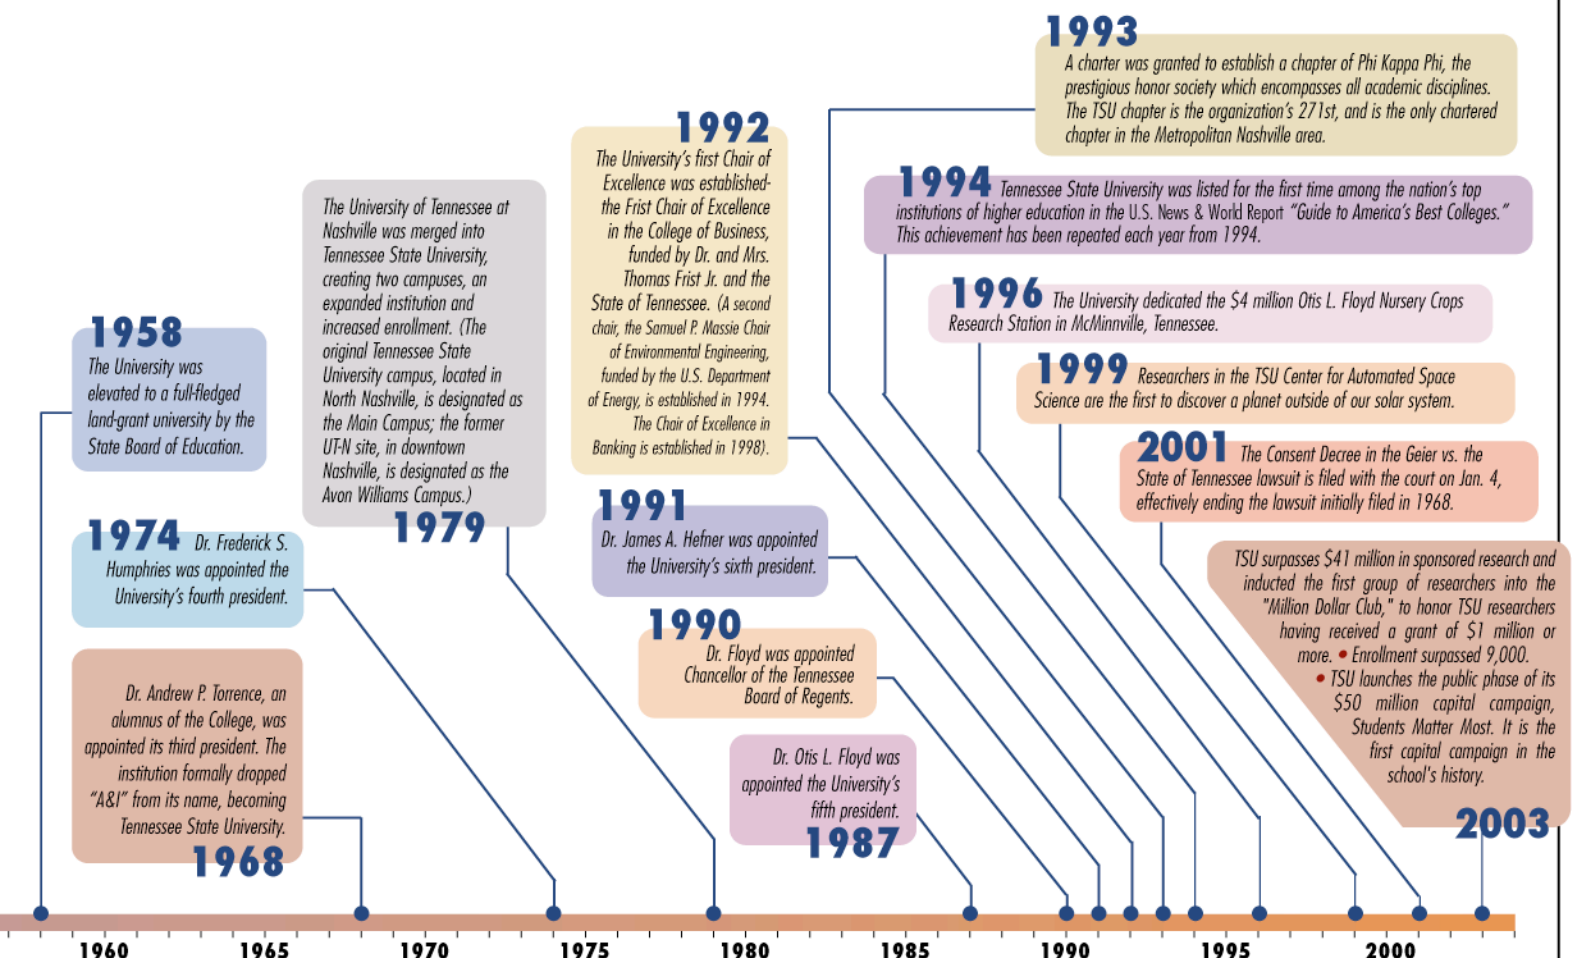 1958
The University was
elevated to a full-fledged
land-grant university by the
State Board of Education.
1974 Dr. Frederick S.
Humphries was appointed the
University's fourth president.
Dr. Andrew P. Torrence, an
alumnus of the College, was
appointed its third president. The
institution formally dropped
“A&I” from its name, becoming
Tennessee State University.
1968
The University of Tennessee at
Nashville was merged into
Tennessee State University,
creating two campuses, an
expanded institution and
increased enrollment. (The
original Tennessee State
University campus, located in
North Nashville, is designated as
the Main Campus; the former
UT-N site, in downtown
Nashville, is designated as the
Avon Williams Campus.)
1979
1992
The University's first Chair of
Excellence was established-
the Frist Chair of Excellence
in the College of Business,
funded by Dr. and Mrs.
Thomas Frist Jr. and the
State of Tennessee. (A second
chair, the Samuel P. Massie Chair
of Environmental Engineering,
funded by the U.S. Department
of Energy, is established in 1994.
The Chair of Excellence in
Banking is established in 1998).
1991
Dr. James A. Hefner was appointed
the University's sixth president.
1990
Dr. Floyd was appointed
Chancellor of the Tennessee
Board of Regents.
Dr. Otis L. Floyd was
appointed the University's
fifth president.
1987
1993
A charter was granted to establish a chapter of Phi Kappa Phi, the
prestigious honor society which encompasses all academic disciplines.
The TSU chapter is the organization's 271st, and is the only chartered
chapter in the Metropolitan Nashville area.
1994 Tennessee State University was listed for the first time among the nation's top
institutions of higher education in the U.S. News & World Report “Guide to America's Best Colleges.”
This achievement has been repeated each year from 1994.
1996 The University dedicated the $4 million Otis L. Floyd Nursery Crops
Research Station in McMinnville, Tennessee.
1999 Researchers in the TSU Center for Automated Space
Science are the first to discover a planet outside of our solar system.
2001 The Consent Decree in the Geier vs. the
State of Tennessee lawsuit is filed with the court on Jan. 4,
effectively ending the lawsuit initially filed in 1968.
TSU surpasses $41 million in sponsored research and
inducted the first group of researchers into the
"Million Dollar Club," to honor TSU researchers
having received a grant of $1 million or
more. • Enrollment surpassed 9,000.
• TSU launches the public phase of its
$50 million capital campaign,
Students Matter Most. It is the
first capital campaign in the
school's history.
2003
1960 1965 1970 1975 1980 1985 1990 1995 2000